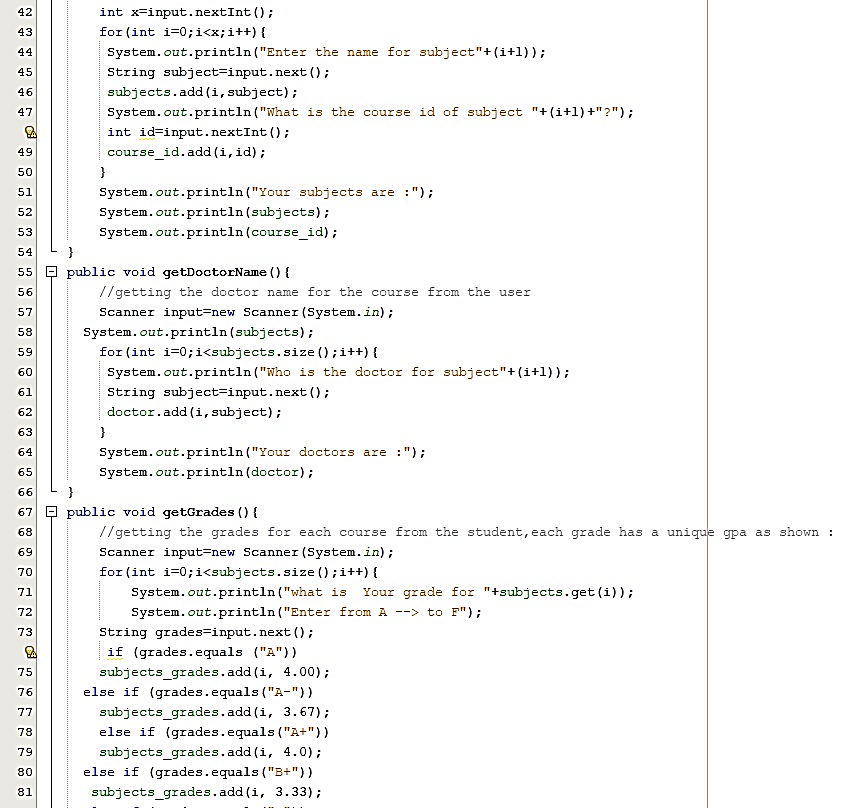 42 int x=input.nextInt();
43 for(int i=0;i<x;i++){
44 System.out.println("Enter the name for subject"+(i+1));
45 String subject=input.next();
46 subjects.add(i,subject);
47 System.out.println("What is the course id of subject "+(i+1)+"?");
int id=input.nextInt();
49 course_id.add(i,id);
50 }
51 System.out.println("Your subjects are :");
52 System.out.println(subjects);
53 System.out.println(course_id);
54 }
55 public void getDoctorName(){
56 //getting the doctor name for the course from the user
57 Scanner input=new Scanner(System.in);
58 System.out.println(subjects);
59 for(int i=0;i<subjects.size();i++){
60 System.out.println("Who is the doctor for subject"+(i+1));
61 String subject=input.next();
62 doctor.add(i,subject);
63 }
64 System.out.println("Your doctors are :");
65 System.out.println(doctor);
66 }
67 public void getGrades(){
68 //getting the grades for each course from the student,each grade has a unique gpa as shown :
69 Scanner input=new Scanner(System.in);
70 for(int i=0;i<subjects.size();i++){
71 System.out.println("what is  Your grade for "+subjects.get(i));
72 System.out.println("Enter from A --> to F");
73 String grades=input.next();
if (grades.equals ("A"))
75 subjects_grades.add(i, 4.00);
76 else if (grades.equals("A-"))
77 subjects_grades.add(i, 3.67);
78 else if (grades.equals("A+"))
79 subjects_grades.add(i, 4.0);
80 else if (grades.equals("B+"))
81 subjects_grades.add(i, 3.33);